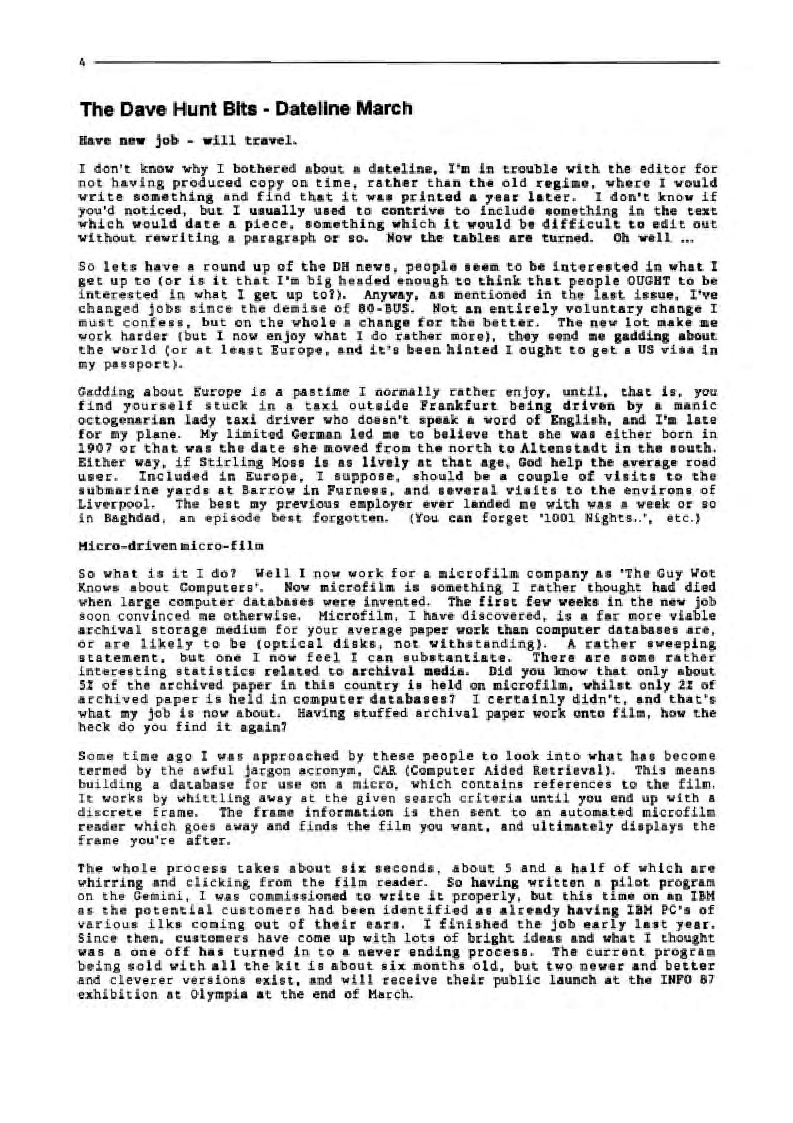 4
The Dave Hunt Bits - Dateline March
Have new job - will travel.
I don't know why I bothered about a dateline, I'm in trouble with the editor for
not having produced copy on time, rather than the old regime, where I would
write something and find that it was printed a year later. I don't know if
you'd noticed, but I usually used to contrive to include something in the text
which would date a piece, something which it would be difficult to edit out
without rewriting a paragraph or so. Now the tables are turned. Oh well ...
So lets have a round up of the DH news, people seem to be interested in what I
get up to (or is it that I'm big headed enough to think that people OUGHT to be
interested in what I get up to?). Anyway, as mentioned in the last issue, I've
changed jobs since the demise of 80-BUS. Not an entirely voluntary change I
must confess, but on the whole a change for the better. The new lot make me
work harder (but I now enjoy what I do rather more), they send me gadding about
the world (or at least Europe, and it's been hinted I ought to get a US visa in
my passport).
Gadding about Europe is a pastime I normally rather enjoy, until, that is, you
find yourself stuck in a taxi outside Frankfurt being driven by a manic
octogenarian lady taxi driver who doesn't speak a word of English, and I'm late
for my plane. My limited German led me to believe that she was either born in
1907 or that was the date she moved from the north to Altenstadt in the south.
Either way, if Stirling Moss is as lively at that age, God help the average road
user. Included in Europe, I suppose, should be a couple of visits to the
submarine yards at Barrow in Furness, and several visits to the environs of
Liverpool. The best my previous employer ever landed me with was a week or so
in Baghdad, an episode best forgotten. (You can forget '1001 Nights..', etc.)
Micro-driven micro-film
So what is it I do? Well I now work for a microfilm company as 'The Guy Wot
Knows about Computers'. Now microfilm is something I rather thought had died
when large computer databases were invented. The first few weeks in the new job
soon convinced me otherwise. Microfilm, I have discovered, is a far more viable
archival storage medium for your average paper work than computer databases are,
or are likely to be (optical disks, not withstanding). A rather sweeping
statement, but one I now feel I can substantiate. There are some rather
interesting statistics related to archival media. Did you know that only about
5% of the archived paper in this country is held on microfilm, whilst only 2% of
archived paper is held in computer databases? I certainly didn't, and that's
what my job is now about. Having stuffed archival paper work onto film, how the
heck do you find it again?
Some time ago I was approached by these people to look into what has become
termed by the awful jargon acronym, CAR (Computer Aided Retrieval). This means
building a database for use on a micro, which contains references to the film.
It works by whittling away at the given search criteria until you end up with a
discrete frame. The frame information is then sent to an automated microfilm
reader which goes away and finds the film you want, and ultimately displays the
frame you're after.
The whole process takes about six seconds, about 5 and a half of which are
whirring and clicking from the film reader. So having written a pilot program
on the Gemini, I was commissioned to write it properly, but this time on an IBM
as the potential customers had been identified as already having IBM PC's of
various ilks coming out of their ears. I finished the job early last year.
Since then, customers have come up with lots of bright ideas and what I thought
was a one off has turned in to a never ending process. The current program
being sold with all the kit is about six months old, but two newer and better
and cleverer versions exist, and will receive their public launch at the INFO 87
exhibition at Olympia at the end of March.